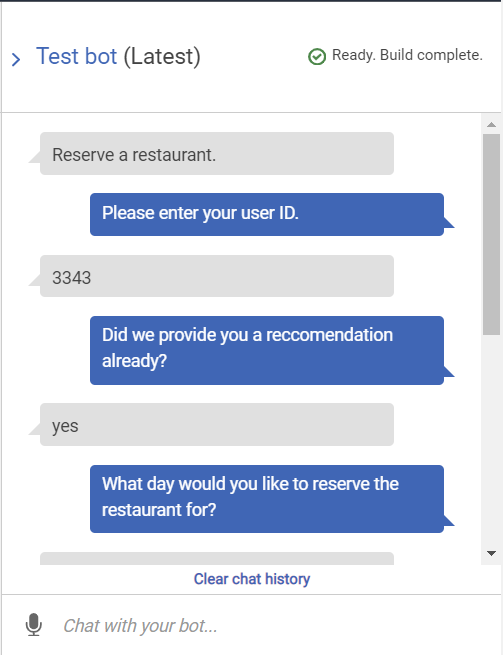 Test bot (Latest)
Ready. Build complete.
Reserve a restaurant.
Please enter your user ID.
3343
Did we provide you a reccomendation
already?
yes
What day would you like to reserve the
restaurant for?
Clear chat history
Chat with your bot...